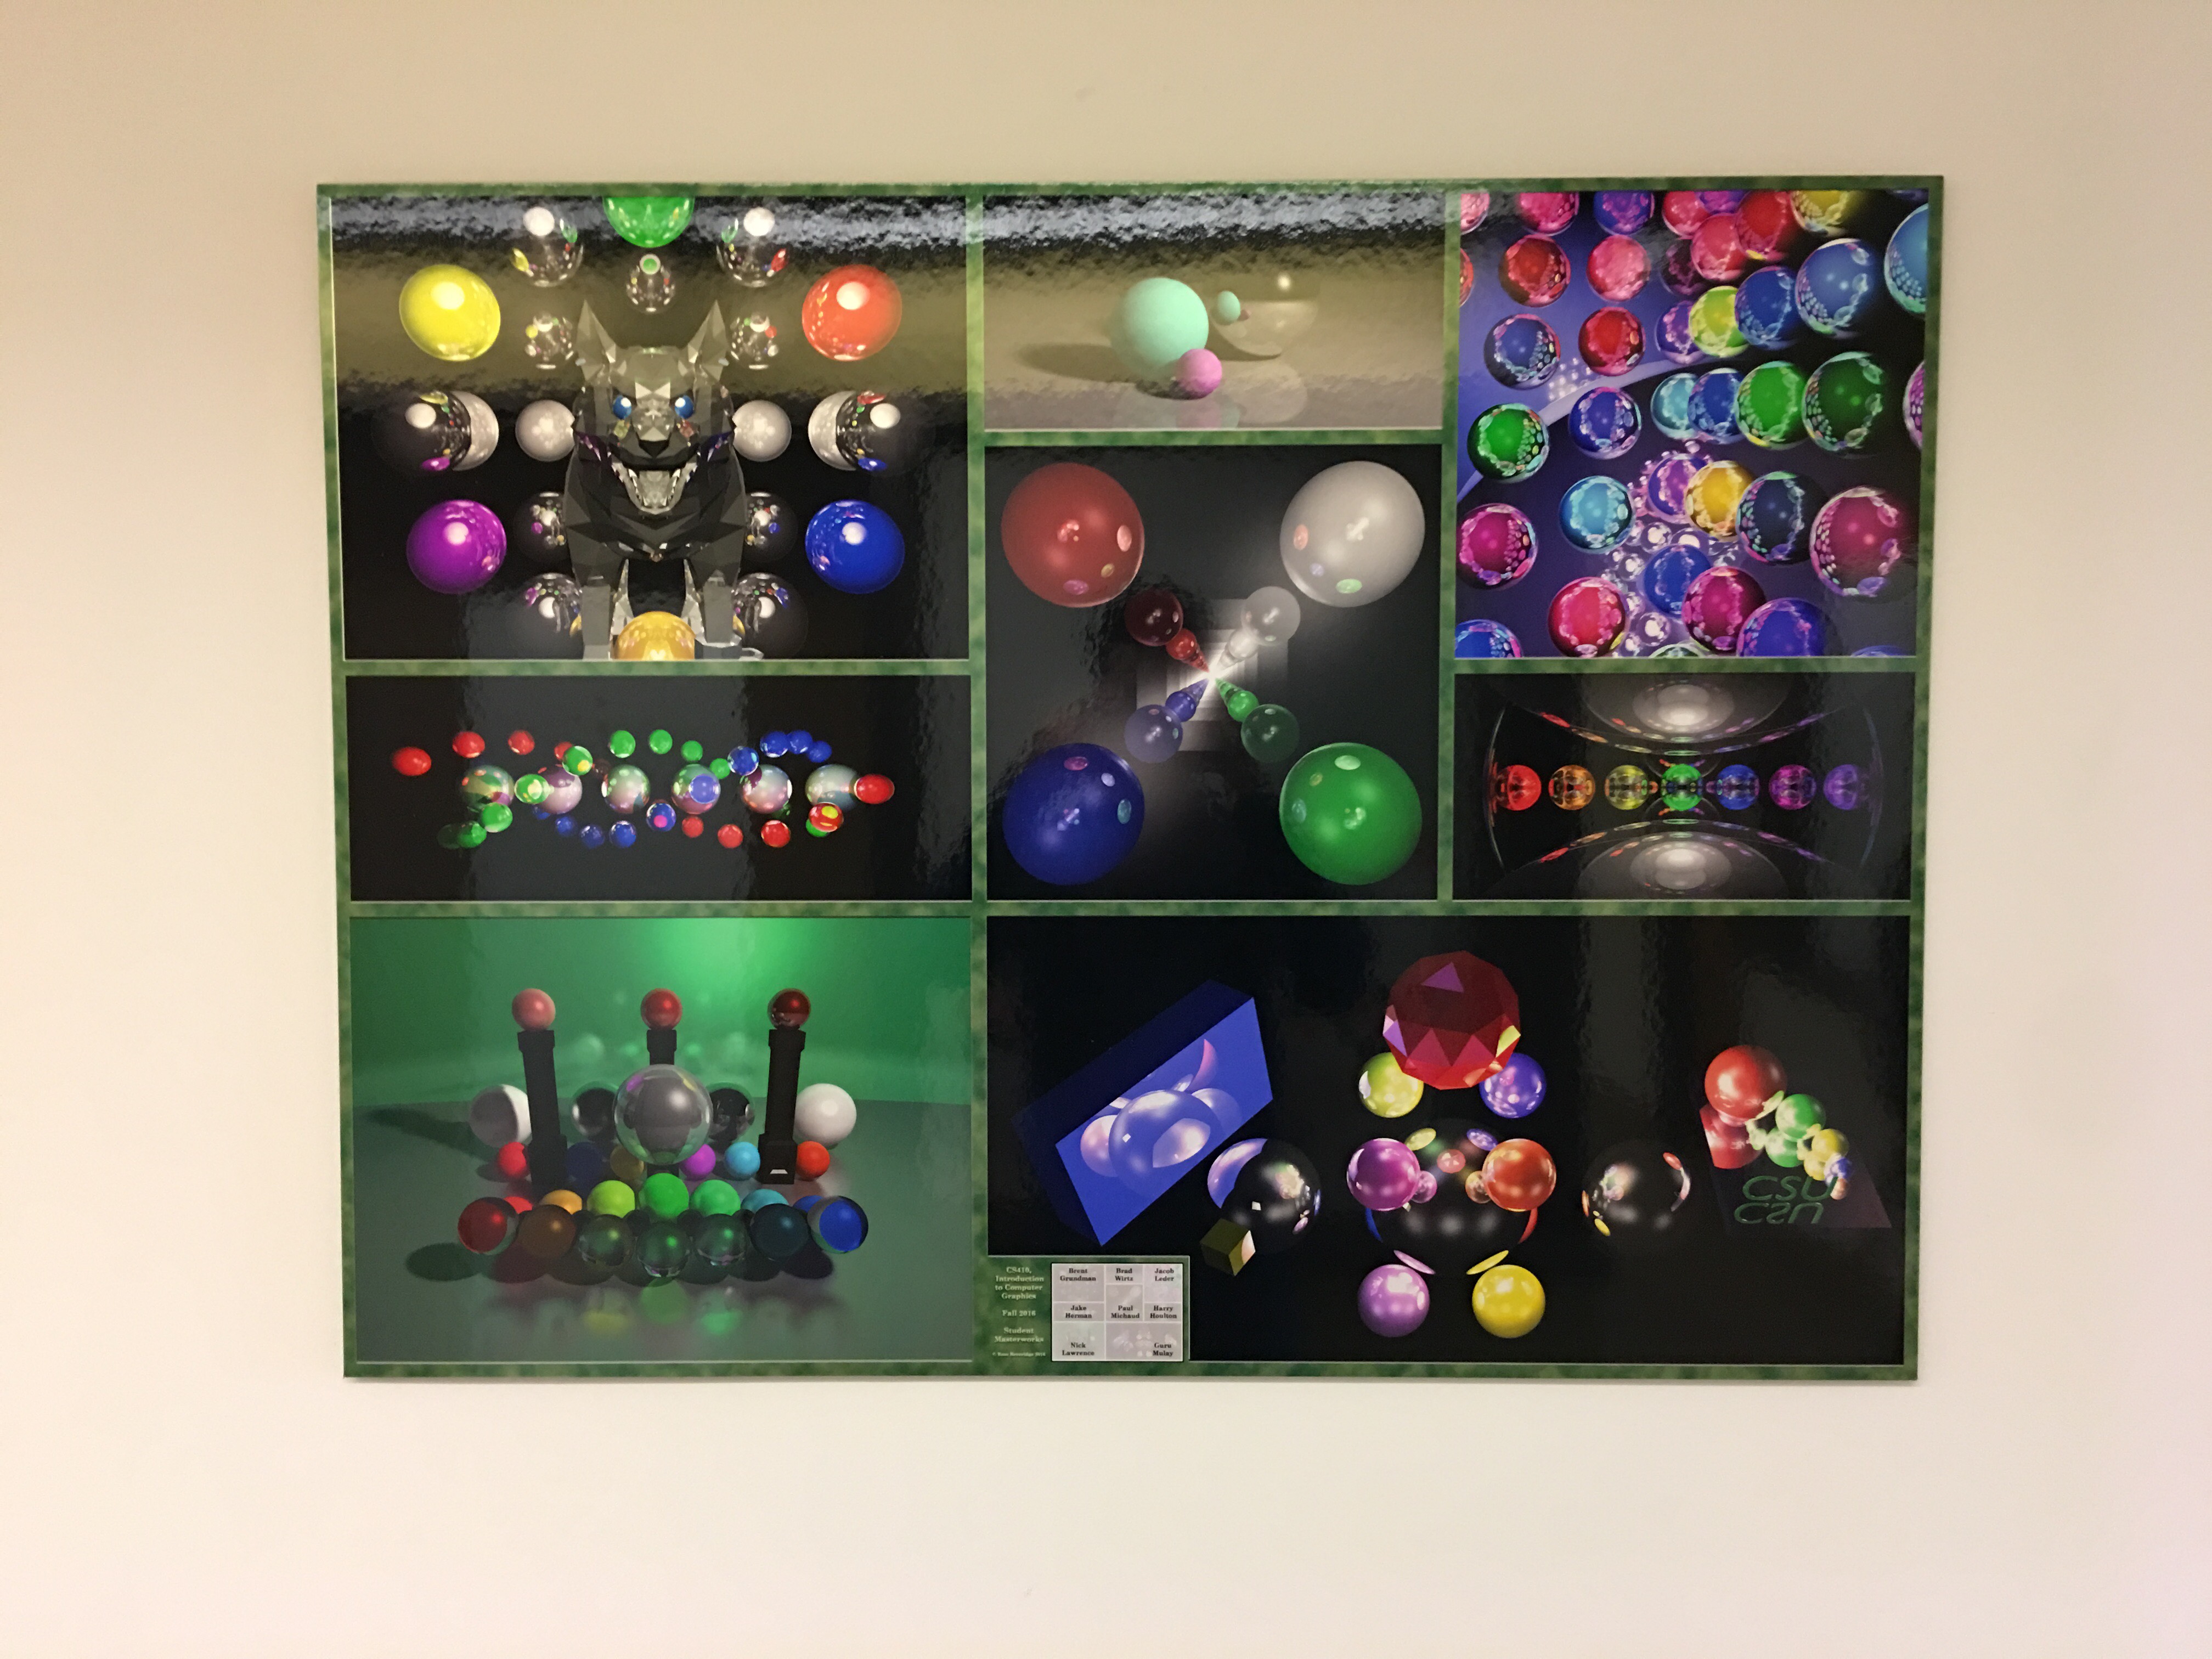 CSU
CSU
CS410,
Introduction
to Computer
Graphics
Fall 2016
Student
Masterworks
Brent
Grundman
Brad
Wirtz
Jacob
Leder
Jake
Herman
Paul
Michaud
Harry
Houlton
Nick
Lawrence
Guru
Mulay